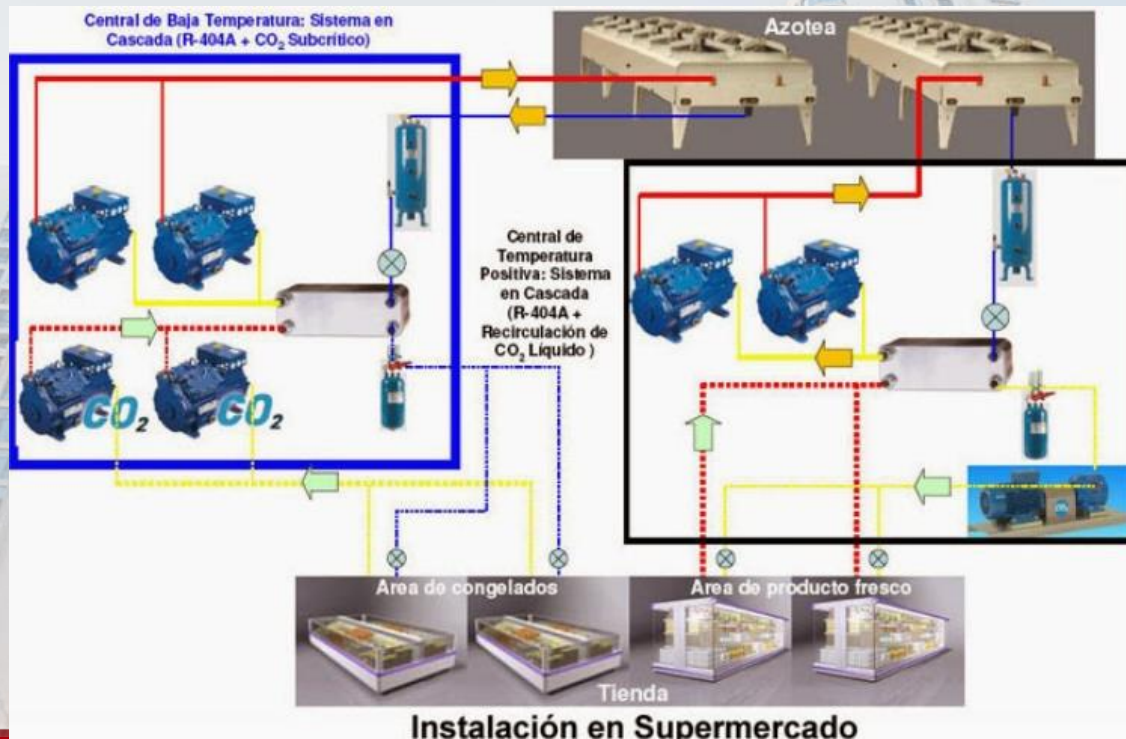 Central de Baja Temperatura: Sistema en
Cascada (R-404A + CO₂ Subcrítico)
Azotea
Central de
Temperatura
Positiva: Sistema
en Cascada
(R-404A +
Recirculación de
CO₂ Líquido )
CO₂
CO₂
Area de congelados
Area de producto fresco
Tienda
Instalación en Supermercado